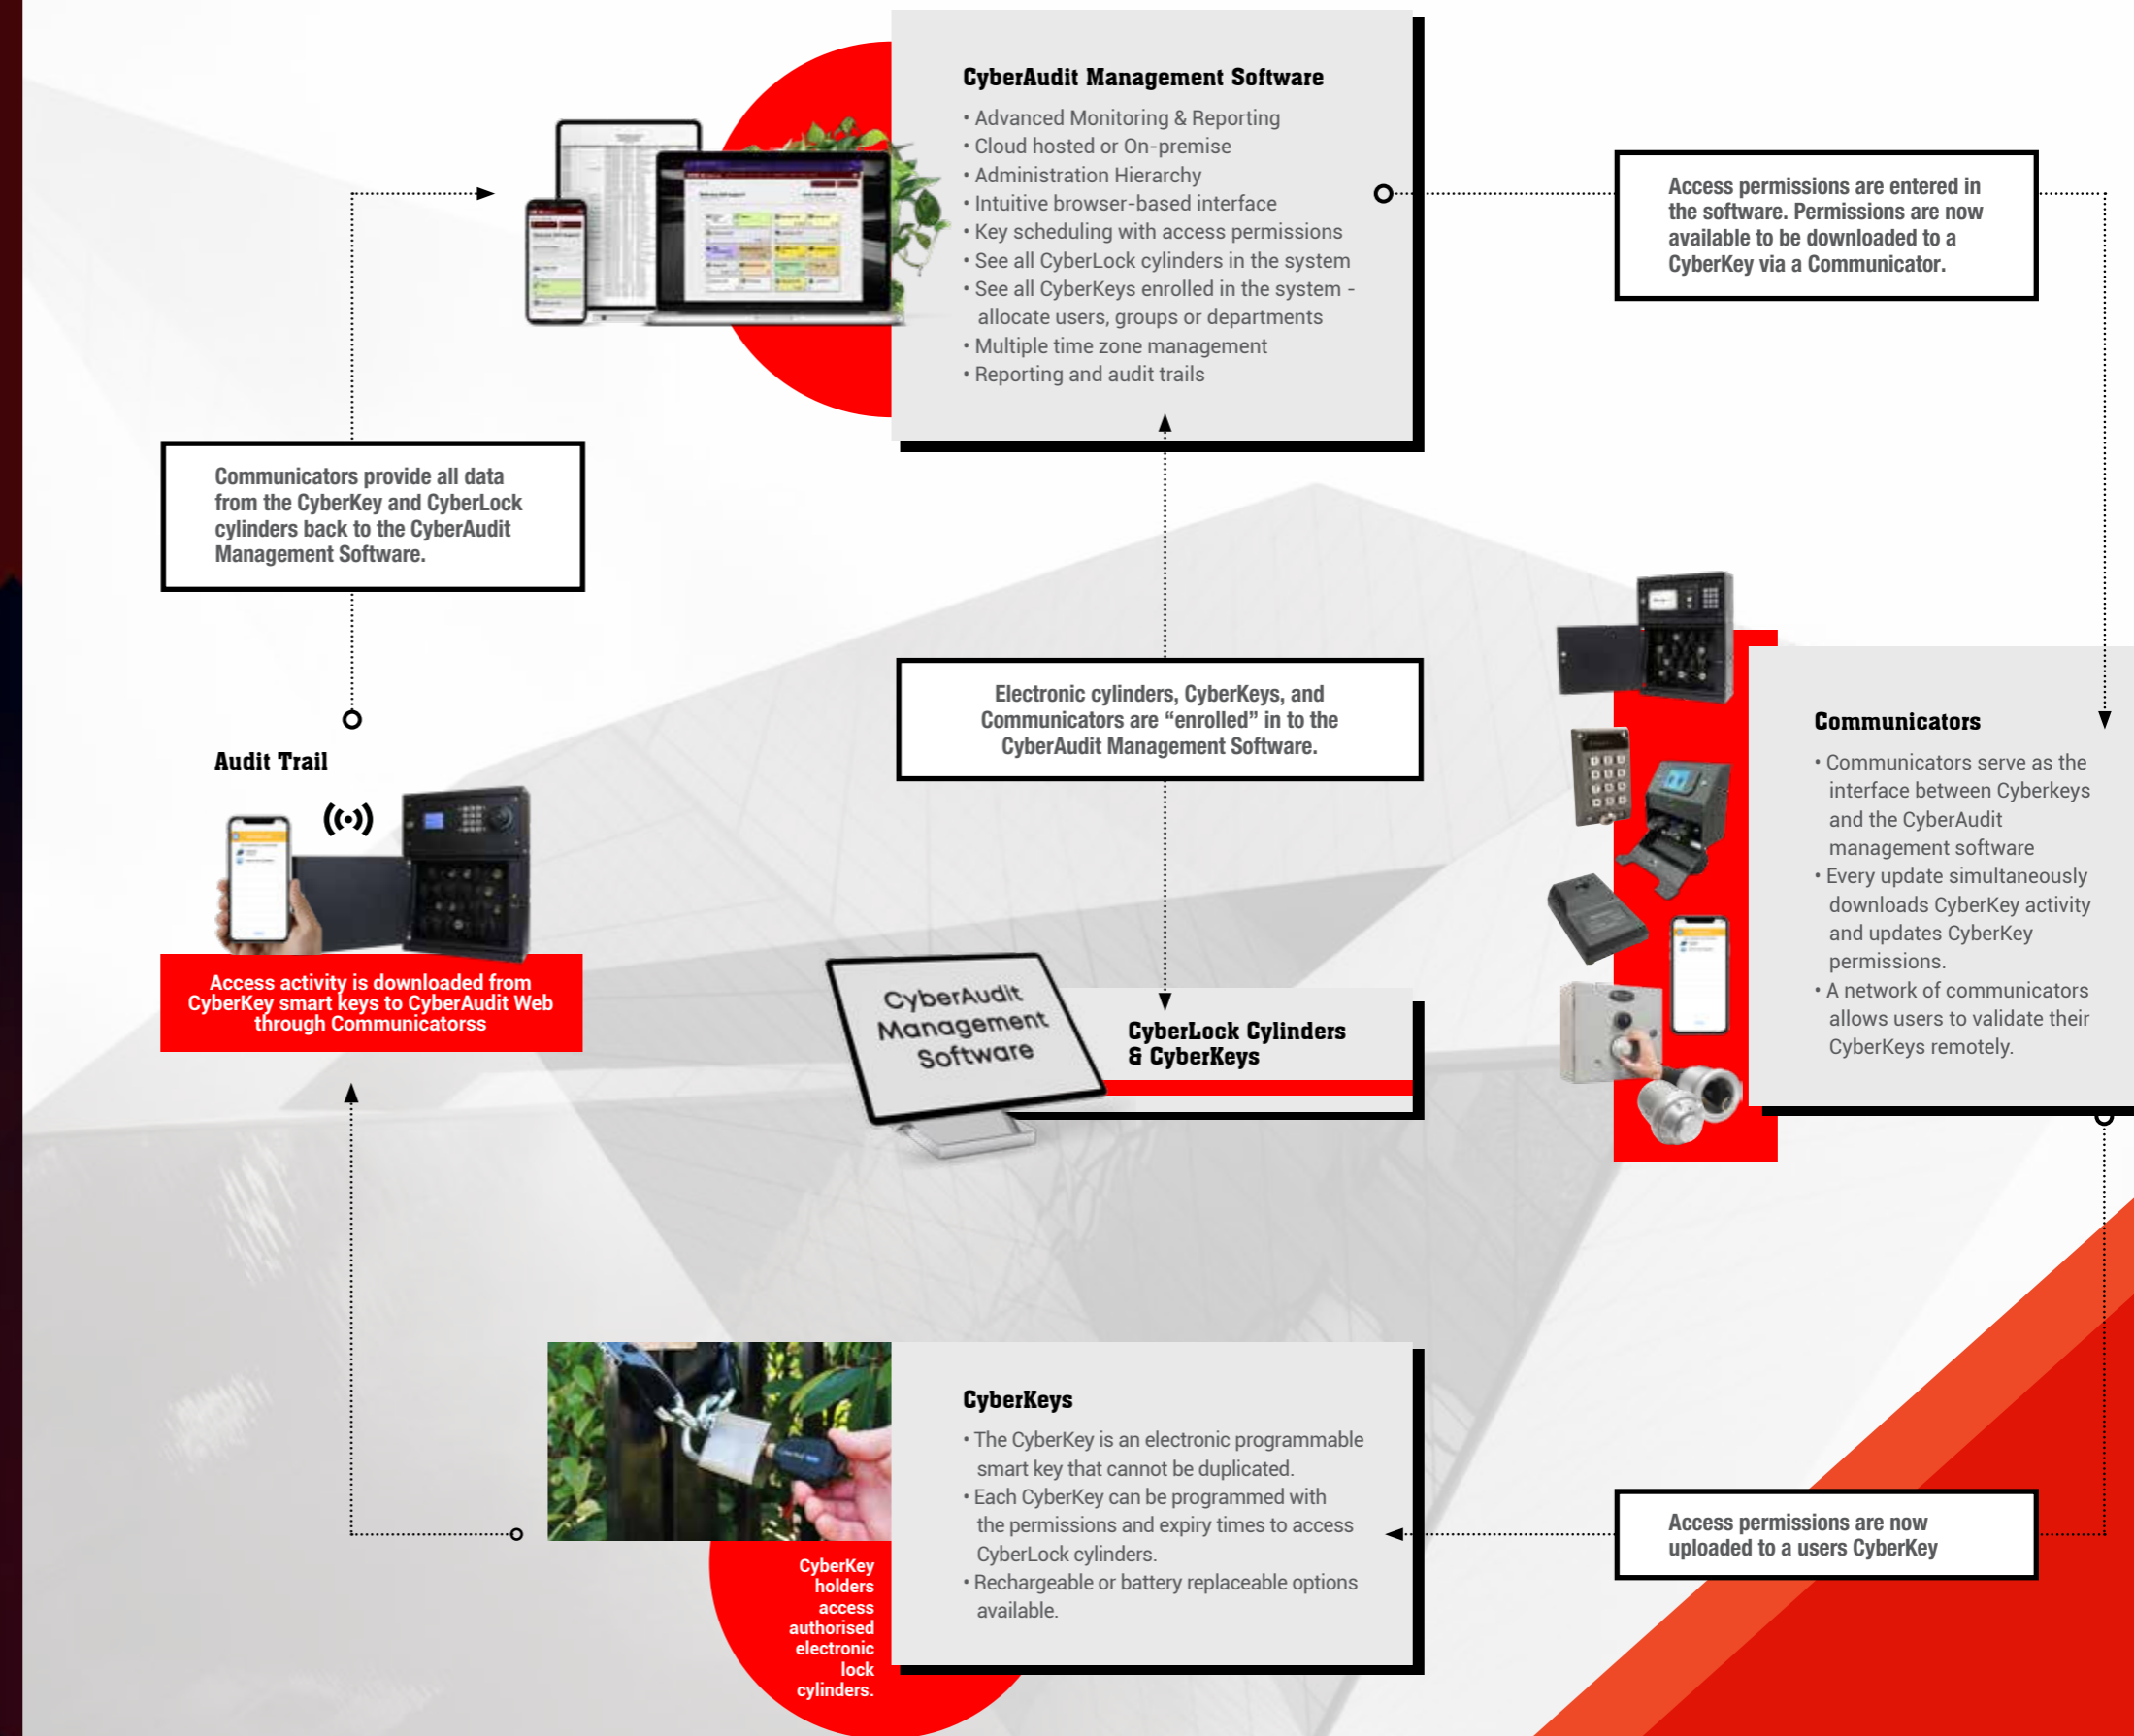 CyberAudit Management Software
• Advanced Monitoring & Reporting
• Cloud hosted or On-premise
• Administration Hierarchy
• Intuitive browser-based interface
• Key scheduling with access permissions
• See all CyberLock cylinders in the system
• See all CyberKeys enrolled in the system -
allocate users, groups or departments
• Multiple time zone management
• Reporting and audit trails
Access permissions are entered in
the software. Permissions are now
available to be downloaded to a
CyberKey via a Communicator.
Communicators provide all data
from the CyberKey and CyberLock
cylinders back to the CyberAudit
Management Software.
Electronic cylinders, CyberKeys, and
Communicators are “enrolled” in to the
CyberAudit Management Software.
Communicators
• Communicators serve as the
interface between Cyberkeys
and the CyberAudit
management software
• Every update simultaneously
downloads CyberKey activity
and updates CyberKey
permissions.
• A network of communicators
allows users to validate their
CyberKeys remotely.
Audit Trail
Access activity is downloaded from
CyberKey smart keys to CyberAudit Web
through Communicatorss
CyberAudit
Management
Software
CyberLock Cylinders
& CyberKeys
CyberKeys
• The CyberKey is an electronic programmable
smart key that cannot be duplicated.
• Each CyberKey can be programmed with
the permissions and expiry times to access
CyberLock cylinders.
• Rechargeable or battery replaceable options
available.
CyberKey
holders
access
authorised
electronic
lock
cylinders.
Access permissions are now
uploaded to a users CyberKey